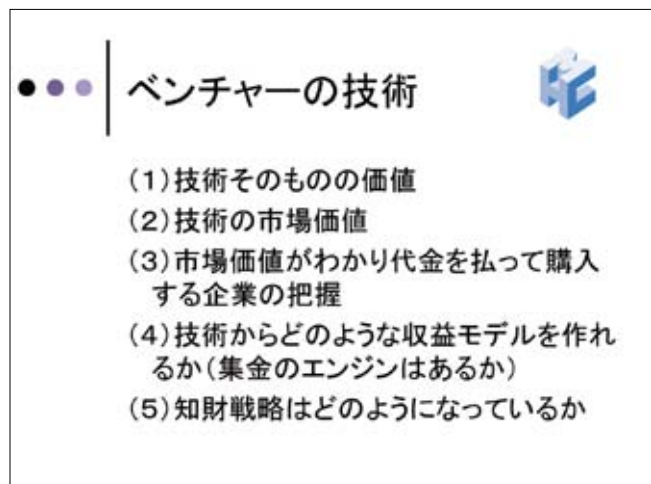 ベンチャーの技術
(1)技術そのものの価値
(2)技術の市場価値
(3)市場価値がわかり代金を払って購入
する企業の把握
(4)技術からどのような収益モデルを作れ
るか(集金のエンジンはあるか)
(5)知財戦略はどのようになっているか